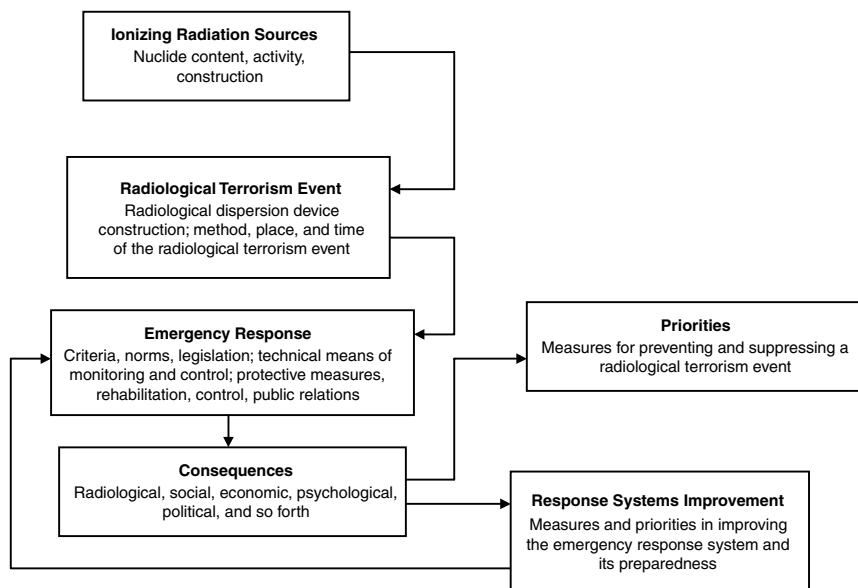 Ionizing Radiation Sources
Nuclide content, activity,
construction
Radiological Terrorism Event
Radiological dispersion device
construction; method, place, and time
of the radiological terrorism event
Emergency Response
Criteria, norms, legislation; technical means of
monitoring and control; protective measures,
rehabilitation, control, public relations
Priorities
Measures for preventing and suppressing a
radiological terrorism event
Consequences
Radiological, social, economic, psychological,
political, and so forth
Response Systems Improvement
Measures and priorities in improving
the emergency response system and
its preparedness